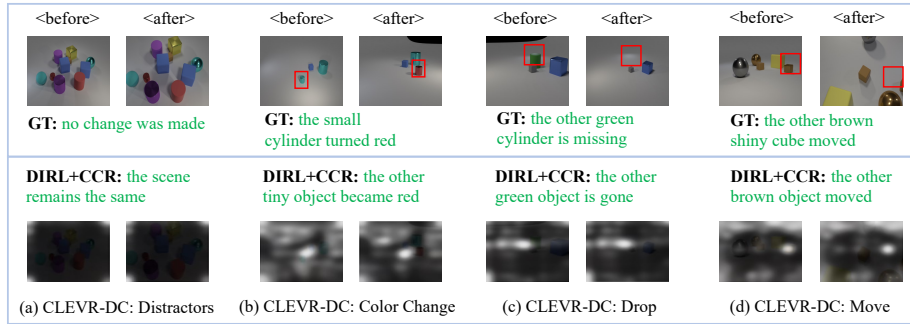 <before> <after> <before> <after> <before> <after> <before> <after>
GT: no change was made
GT: the small
cylinder turned red
GT: the other green
cylinder is missing
GT: the other brown
shiny cube moved
DIRL+CCR: the scene
remains the same
DIRL+CCR: the other
tiny object became red
DIRL+CCR: the other
green object is gone
DIRL+CCR: the other
brown object moved
(a) CLEVR-DC: Distractors
(b) CLEVR-DC: Color Change
(c) CLEVR-DC: Drop
(d) CLEVR-DC: Move